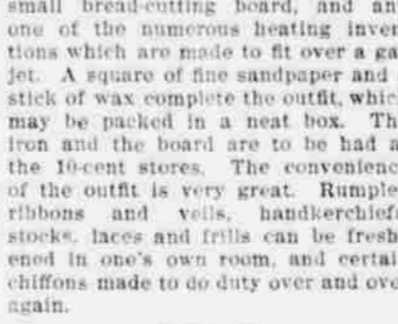 small bread-cutting board, and any
one of the numerous heating inven
tions which are made to fit over a ga
jet. A square of fine sandpaper and
stick of wax complete the outfit, whic
may be packed in a neat box. Th
iron and the board are to be had a
the 10-cent stores. The convenienc
of the outfit is very great. Rumple
ribbons and veils, handkerchiefs
stocks, laces and frills can be fresh
ened in one's own room, and certai
chiffons made to do duty over and ove
again.